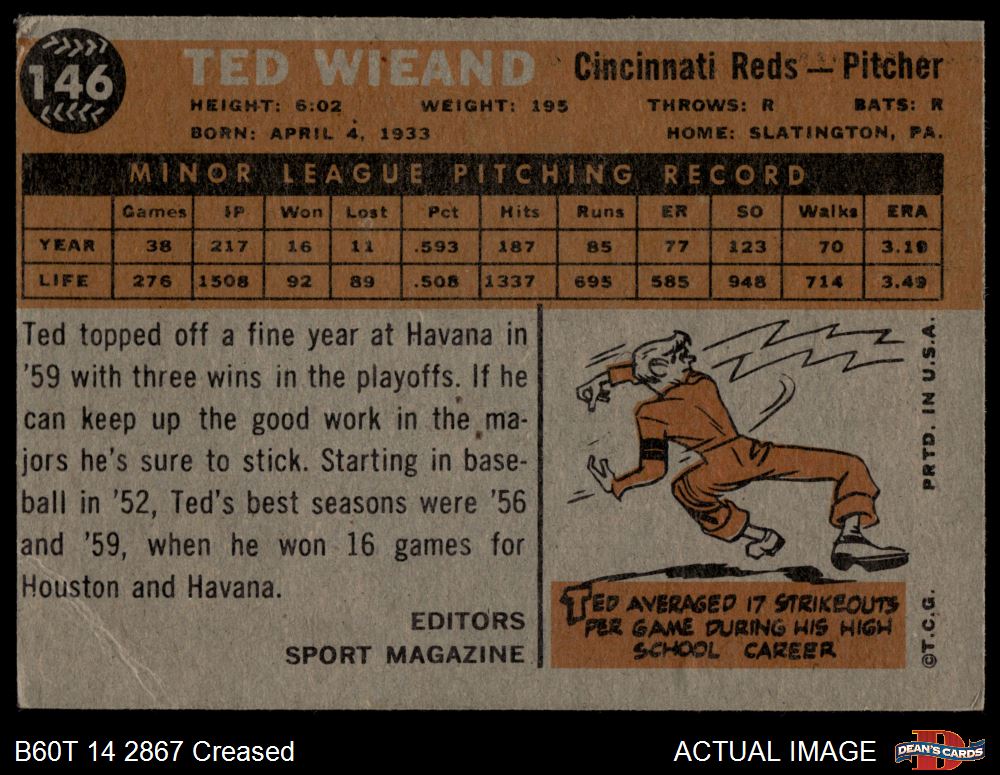 146
TED WIEAND Cincinnati Reds — Pitcher
HEIGHT: 6:02 WEIGHT: 195 THROWS: R BATS: R
BORN: APRIL 4, 1933 HOME: SLATINGTON, PA.
MINOR LEAGUE PITCHING RECORD
Games IP Won Lost Pct Hits Runs ER SO Walks ERA
YEAR 38 217 16 11 .593 187 85 77 123 70 3.19
LIFE 276 1508 92 89 .508 1337 695 585 948 714 3.49
Ted topped off a fine year at Havana in
'59 with three wins in the playoffs. If he
can keep up the good work in the ma-
jors he's sure to stick. Starting in base-
ball in '52, Ted's best seasons were '56
and '59, when he won 16 games for
Houston and Havana.
EDITORS
SPORT MAGAZINE
TED AVERAGED 17 STRIKEOUTS
PER GAME DURING HIS HIGH
SCHOOL CAREER
©T.C.G. PRTD. IN U.S.A.
B60T 14 2867 Creased ACTUAL IMAGE
DEAN'S CARDS